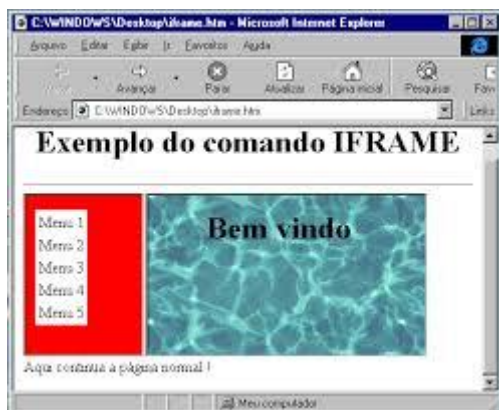 C:\WINDOWS\Desktop\iframe.htm - Microsoft Internet Explorer
Arquivo Editar Exibir Ir Favoritos Ajuda
Avançar Parar Atualizar Página inicial Pesquisar Fav
Endereço C:\WINDOWS\Desktop\iframe.htm Links
Exemplo do comando IFRAME
Menu 1
Menu 2
Menu 3
Menu 4
Menu 5
Bem vindo
Aqui continua a página normal !
Meu computador